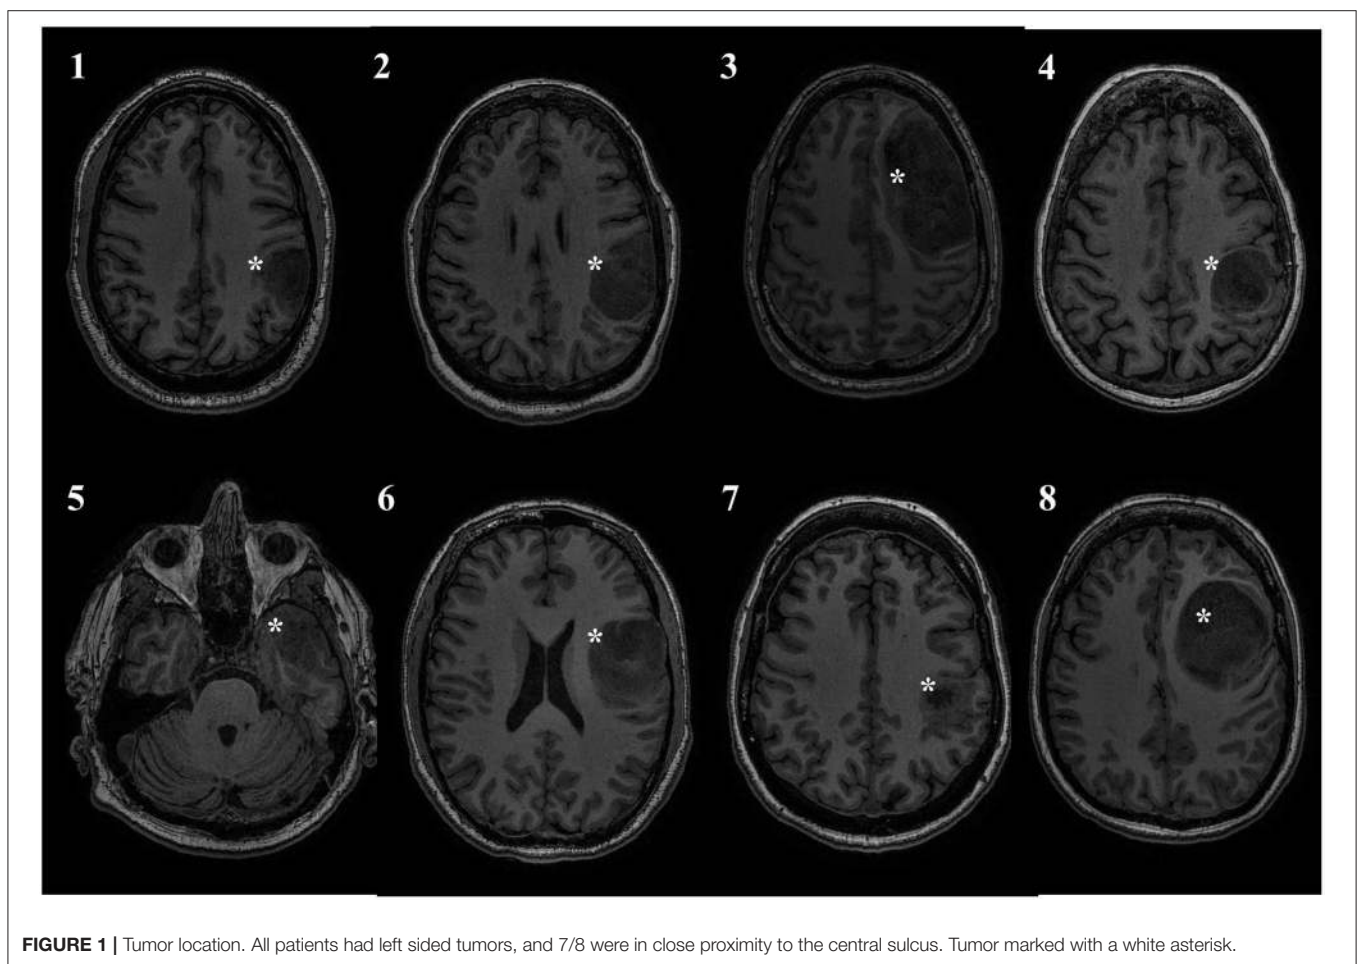 1 2 3 4
*
*
*
*
5 6 7 8
*
*
*
*
FIGURE 1 | Tumor location. All patients had left sided tumors, and 7/8 were in close proximity to the central sulcus. Tumor marked with a white asterisk.